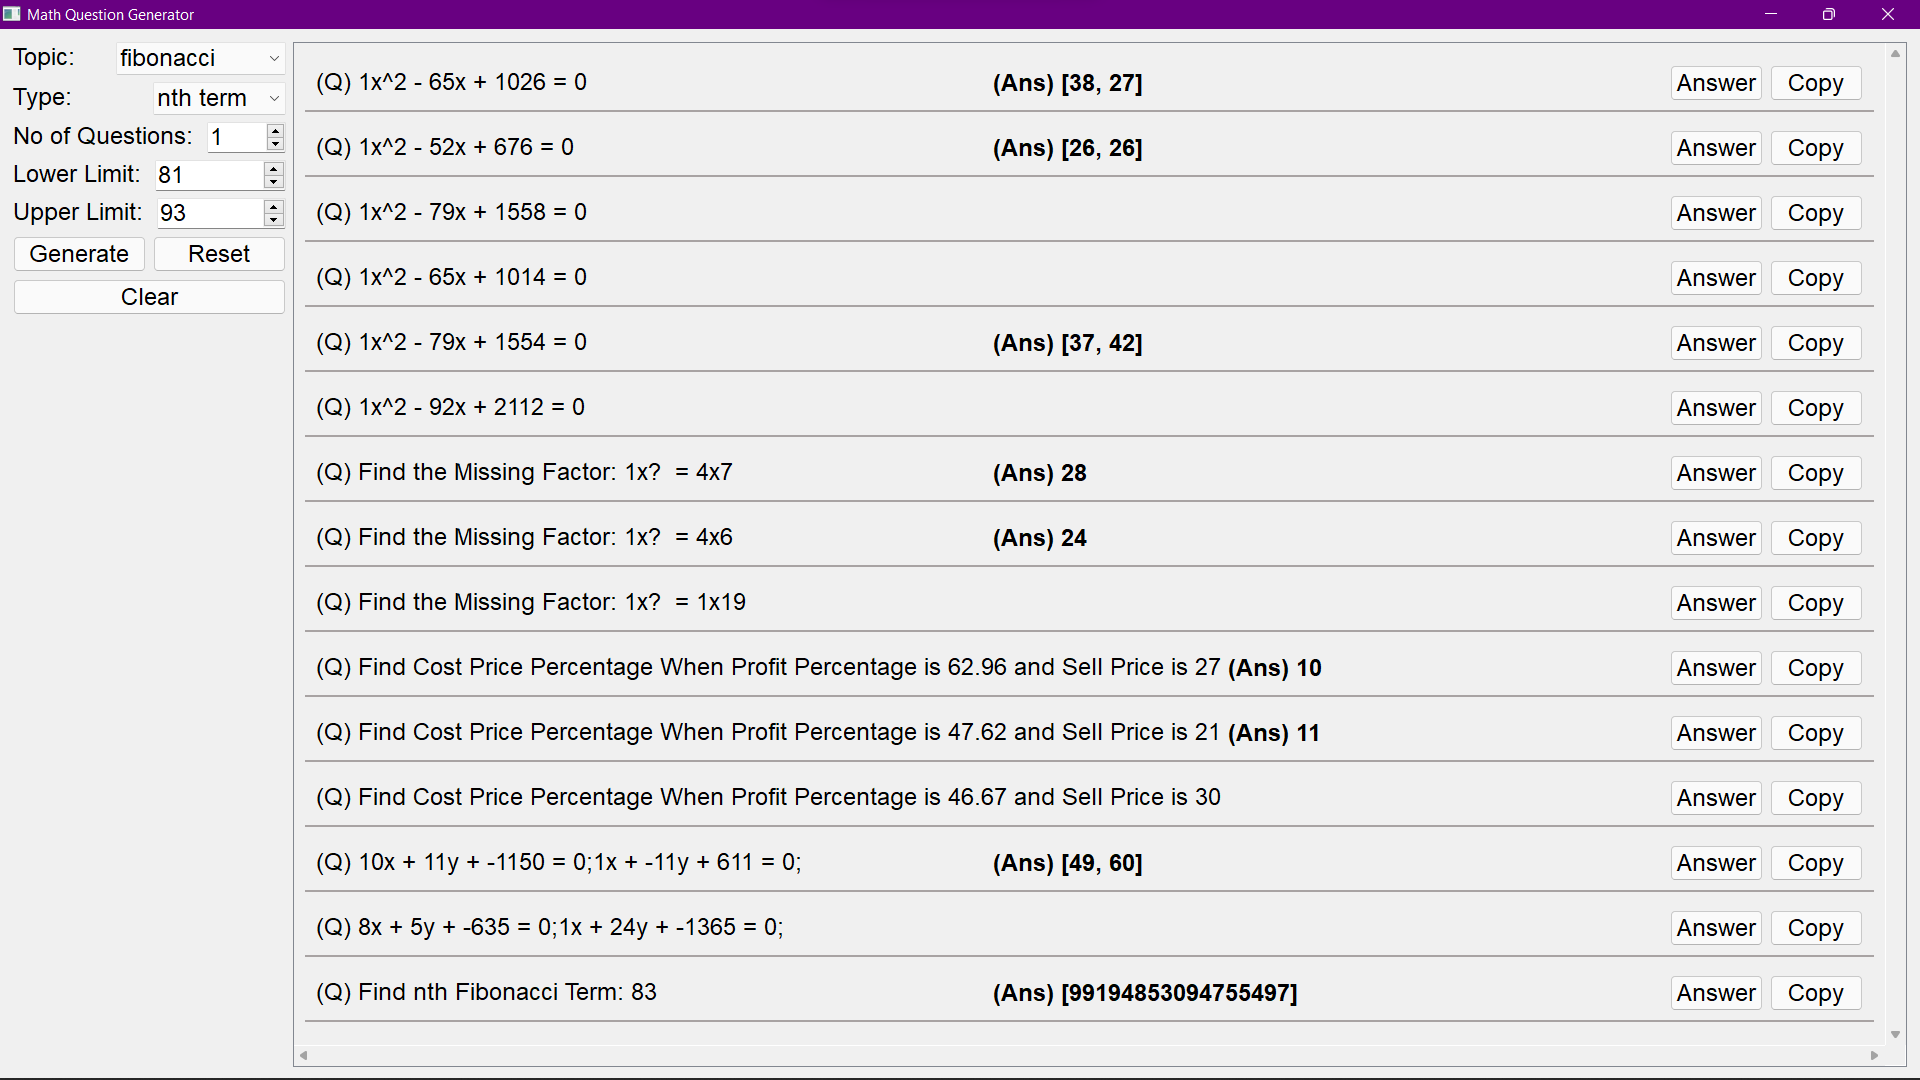 Math Question Generator
Topic: fibonacci
Type: nth term
No of Questions: 1
Lower Limit: 81
Upper Limit: 93
Generate Reset
Clear
(Q) 1x^2 - 65x + 1026 = 0 (Ans) [38, 27] Answer Copy
(Q) 1x^2 - 52x + 676 = 0 (Ans) [26, 26] Answer Copy
(Q) 1x^2 - 79x + 1558 = 0 Answer Copy
(Q) 1x^2 - 65x + 1014 = 0 Answer Copy
(Q) 1x^2 - 79x + 1554 = 0 (Ans) [37, 42] Answer Copy
(Q) 1x^2 - 92x + 2112 = 0 Answer Copy
(Q) Find the Missing Factor: 1x? = 4x7 (Ans) 28 Answer Copy
(Q) Find the Missing Factor: 1x? = 4x6 (Ans) 24 Answer Copy
(Q) Find the Missing Factor: 1x? = 1x19 Answer Copy
(Q) Find Cost Price Percentage When Profit Percentage is 62.96 and Sell Price is 27 (Ans) 10 Answer Copy
(Q) Find Cost Price Percentage When Profit Percentage is 47.62 and Sell Price is 21 (Ans) 11 Answer Copy
(Q) Find Cost Price Percentage When Profit Percentage is 46.67 and Sell Price is 30 Answer Copy
(Q) 10x + 11y + -1150 = 0;1x + -11y + 611 = 0; (Ans) [49, 60] Answer Copy
(Q) 8x + 5y + -635 = 0;1x + 24y + -1365 = 0; Answer Copy
(Q) Find nth Fibonacci Term: 83 (Ans) [99194853094755497] Answer Copy